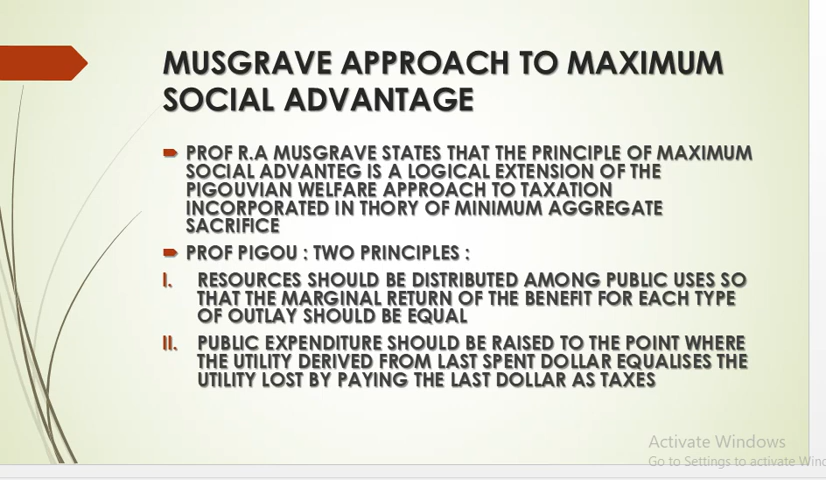 MUSGRAVE APPROACH TO MAXIMUM
SOCIAL ADVANTAGE
PROF R.A MUSGRAVE STATES THAT THE PRINCIPLE OF MAXIMUM
SOCIAL ADVANTEG IS A LOGICAL EXTENSION OF THE
PIGOUVIAN WELFARE APPROACH TO TAXATION
INCORPORATED IN THORY OF MINIMUM AGGREGATE
SACRIFICE
PROF PIGOU : TWO PRINCIPLES :
I. RESOURCES SHOULD BE DISTRIBUTED AMONG PUBLIC USES SO
THAT THE MARGINAL RETURN OF THE BENEFIT FOR EACH TYPE
OF OUTLAY SHOULD BE EQUAL
II. PUBLIC EXPENDITURE SHOULD BE RAISED TO THE POINT WHERE
THE UTILITY DERIVED FROM LAST SPENT DOLLAR EQUALISES THE
UTILITY LOST BY PAYING THE LAST DOLLAR AS TAXES
Activate Windows
Go to Settings to activate Winc